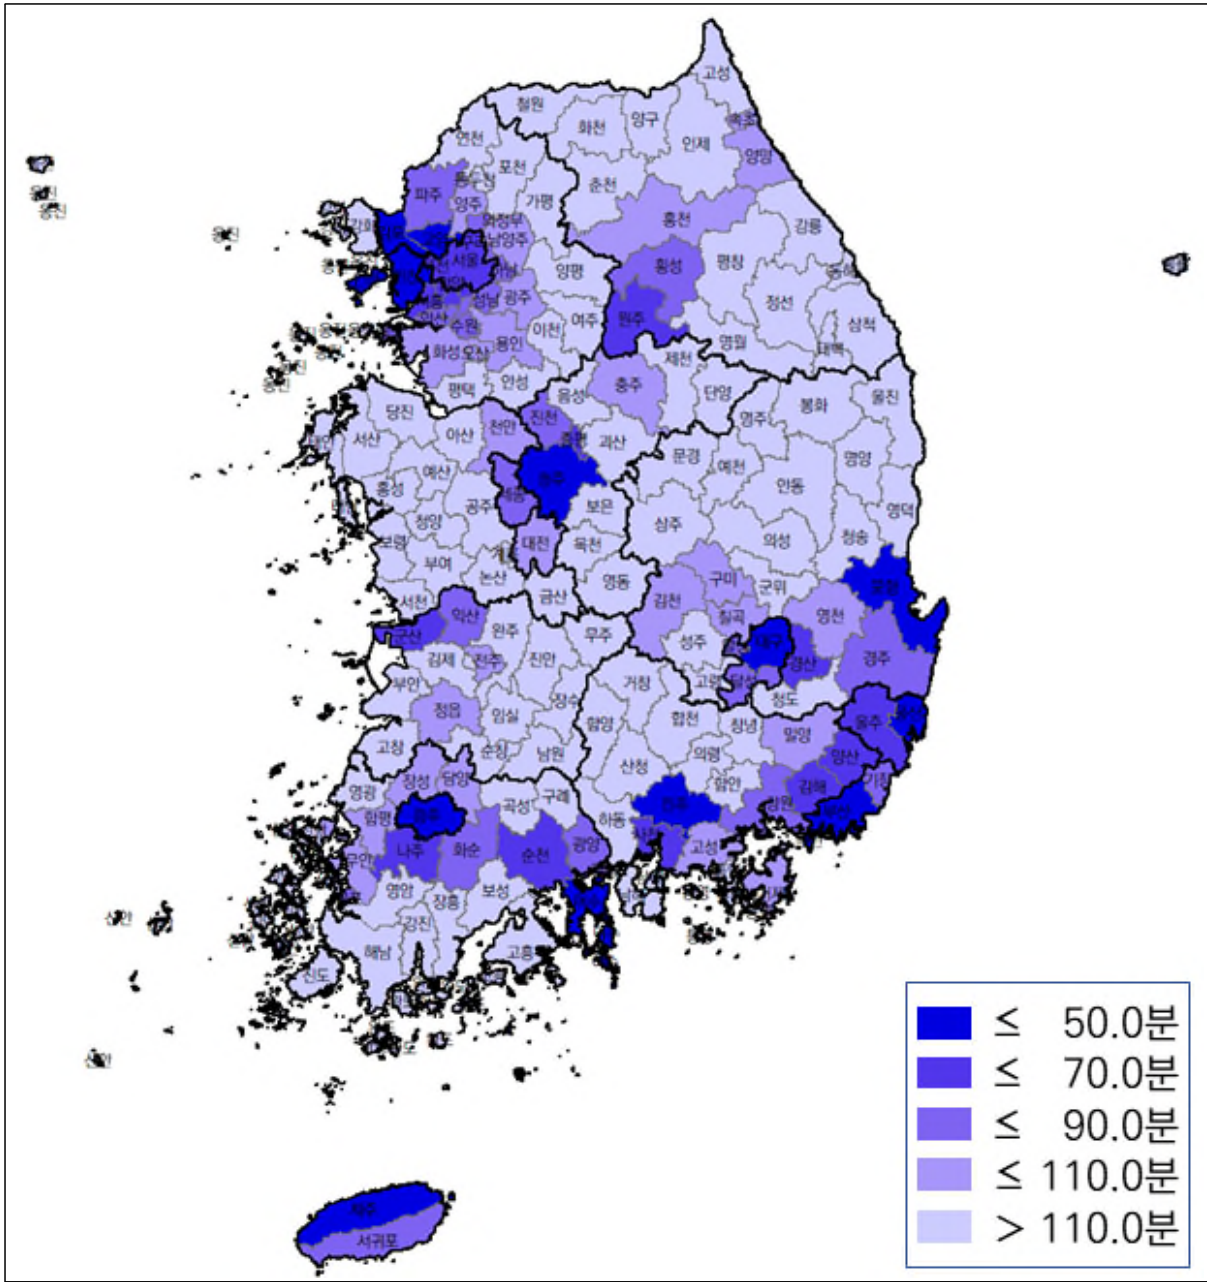 고성
철원
양구
화천
인제
속초
연천
양양
포천
동두천
춘천
파주
가평
양주
홍천
의정부
강화
강릉
남양주
옹진
서울
하남
횡성
평창
양평
동해
성남
광주
정선
원주
여주
수원
이천
삼척
용인
영월
화성
오산
태백
제천
평택
안성
음성
충주
단양
울진
당진
진천
봉화
영주
천안
아산
서산
증평
괴산
문경
예천
영양
예산
청주
안동
홍성
세종
공주
보은
영덕
청양
상주
의성
청송
보령
대전
옥천
부여
논산
영동
구미
군위
포항
서천
금산
김천
익산
칠곡
영천
군산
완주
무주
성주
대구
경산
경주
김제
전주
진안
고령
달성
청도
부안
거창
정읍
임실
장수
함양
합천
창녕
울주
고창
순창
남원
밀양
의령
양산
산청
장성
담양
함안
김해
기장
영광
곡성
구례
진주
창원
부산
함평
광주
하동
사천
나주
화순
순천
광양
고성
무안
영암
보성
장흥
강진
신안
해남
고흥
진도
신안
제주
서귀포
≤ 50.0분
≤ 70.0분
≤ 90.0분
≤ 110.0분
> 110.0분